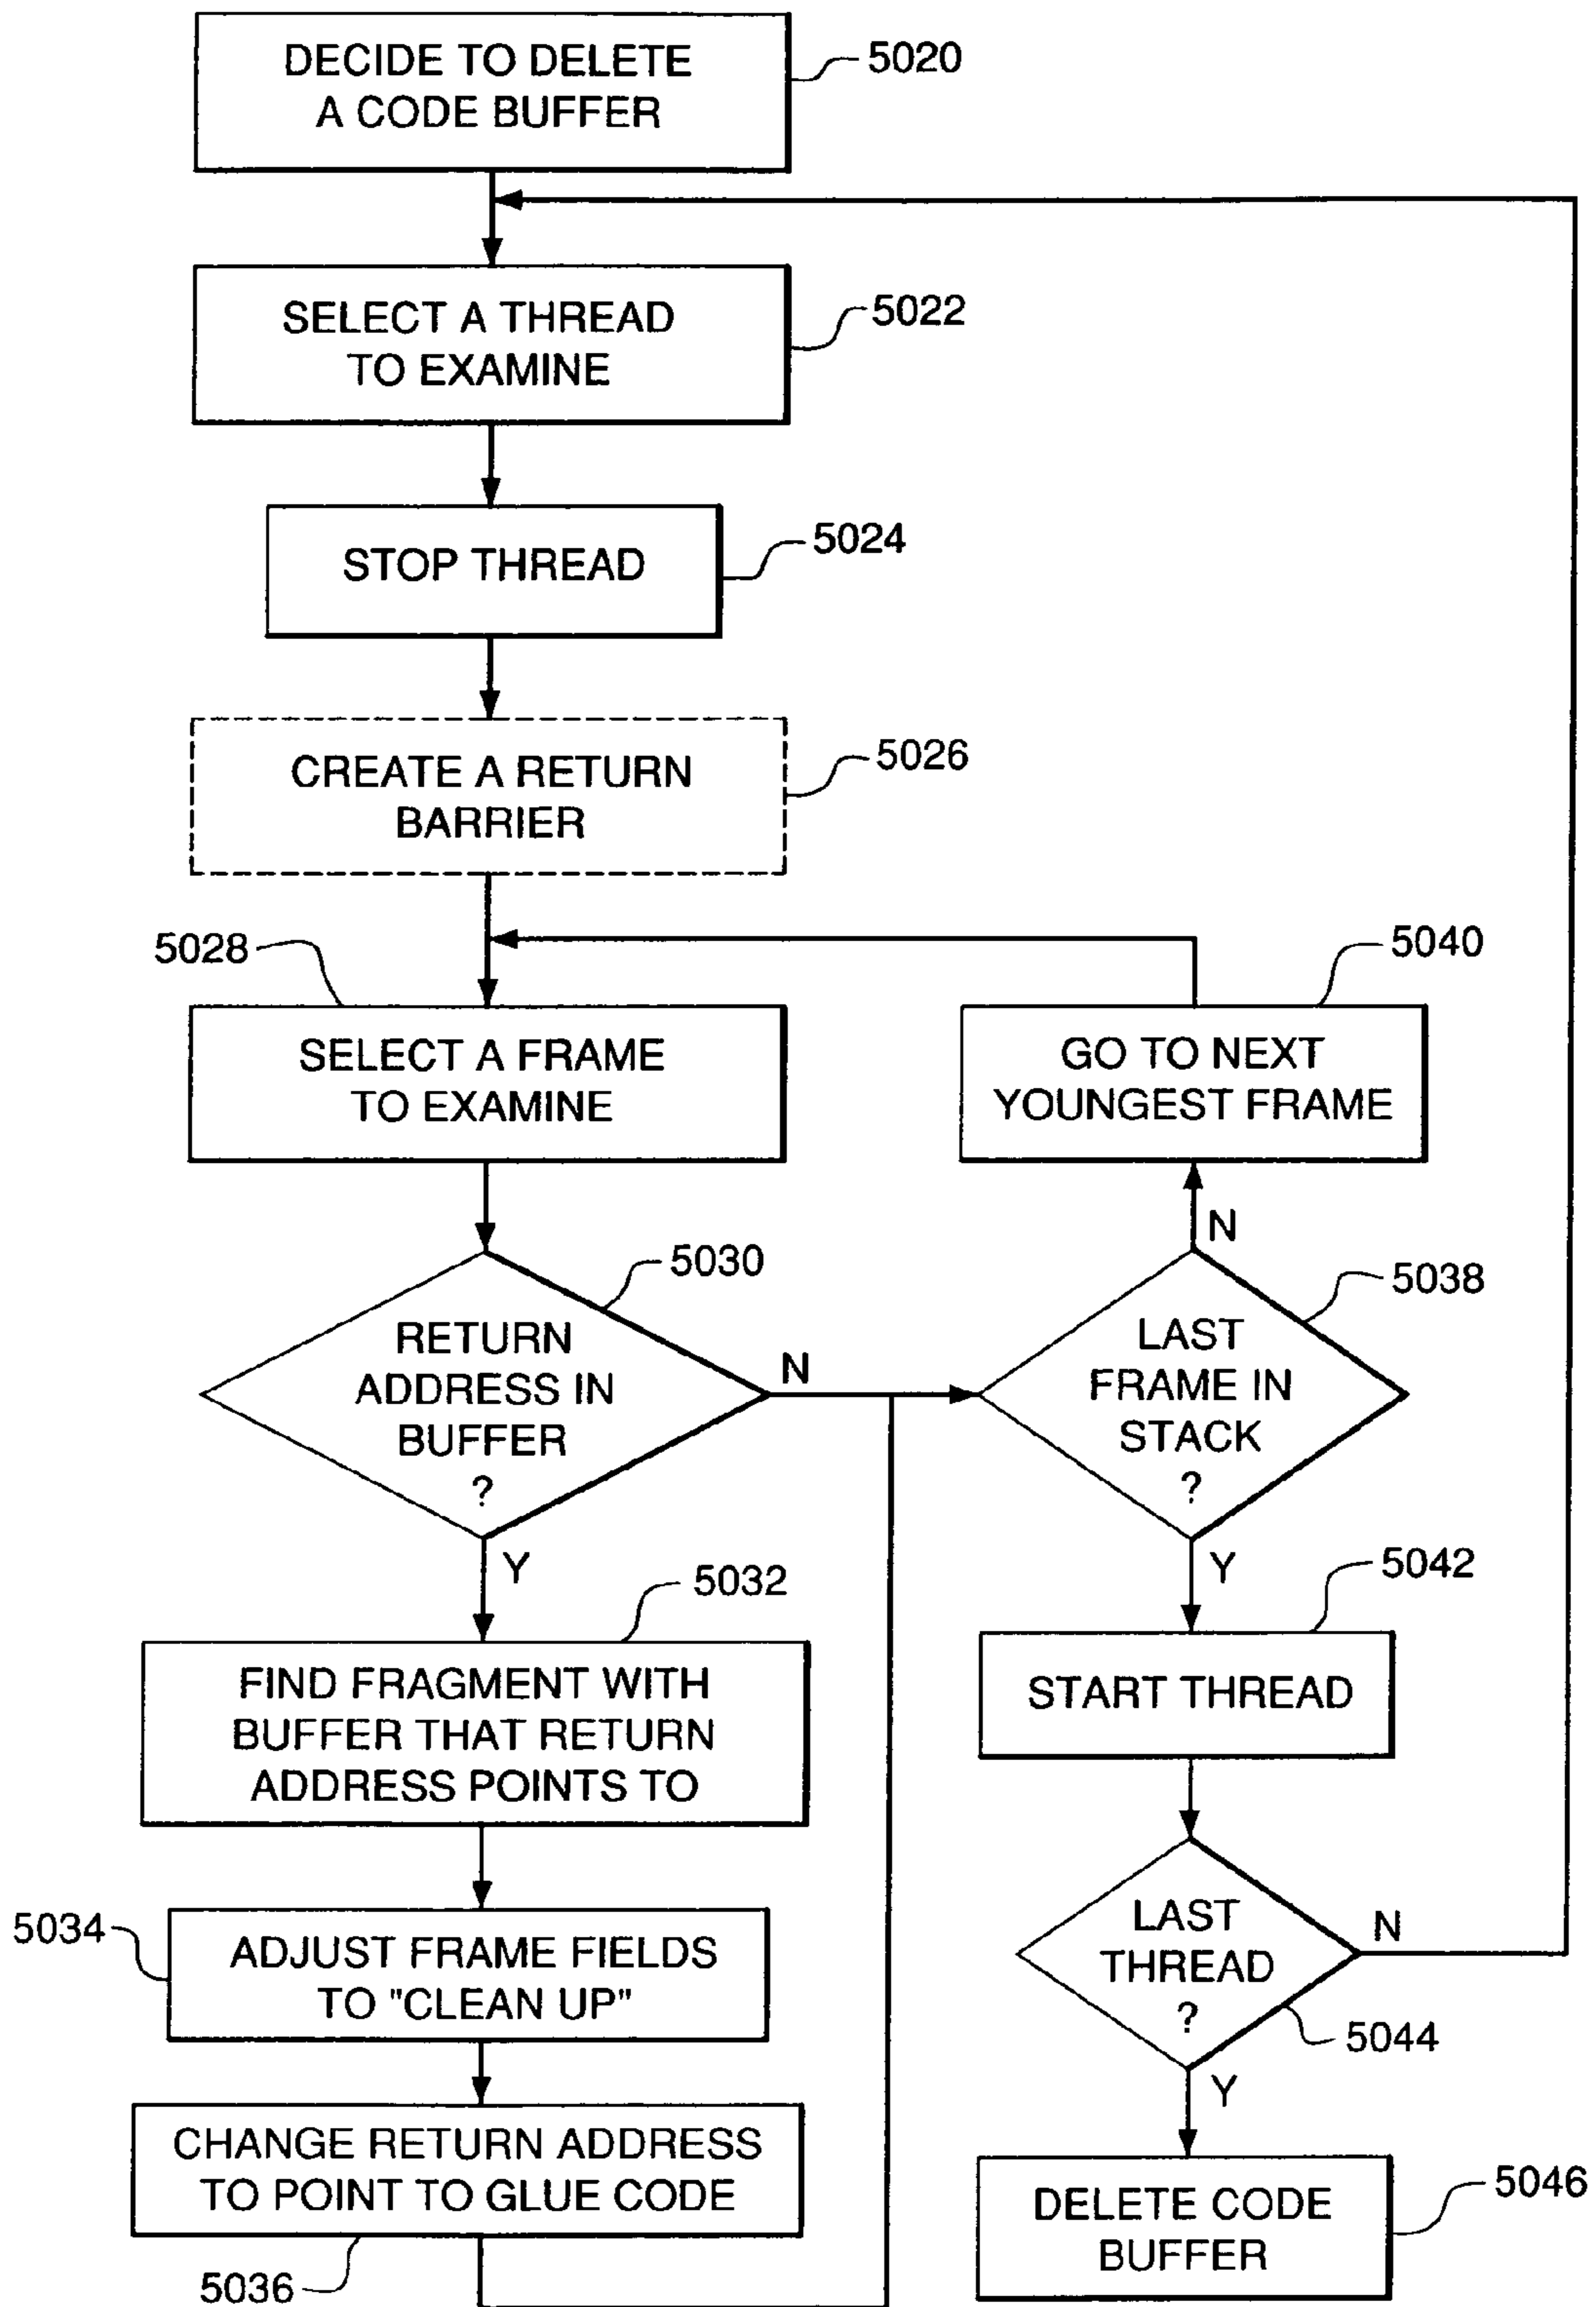 DECIDE TO DELETE
A CODE BUFFER
5020
SELECT A THREAD
TO EXAMINE
5022
STOP THREAD
5024
CREATE A RETURN
BARRIER
5026
5028
SELECT A FRAME
TO EXAMINE
5040
GO TO NEXT
YOUNGEST FRAME
N
5030
RETURN
ADDRESS IN
BUFFER
?
N
Y
5038
LAST
FRAME IN
STACK
?
Y
5032
FIND FRAGMENT WITH
BUFFER THAT RETURN
ADDRESS POINTS TO
5042
START THREAD
5034
ADJUST FRAME FIELDS
TO "CLEAN UP"
LAST
THREAD
?
N
5044
Y
CHANGE RETURN ADDRESS
TO POINT TO GLUE CODE
5036
DELETE CODE
BUFFER
5046